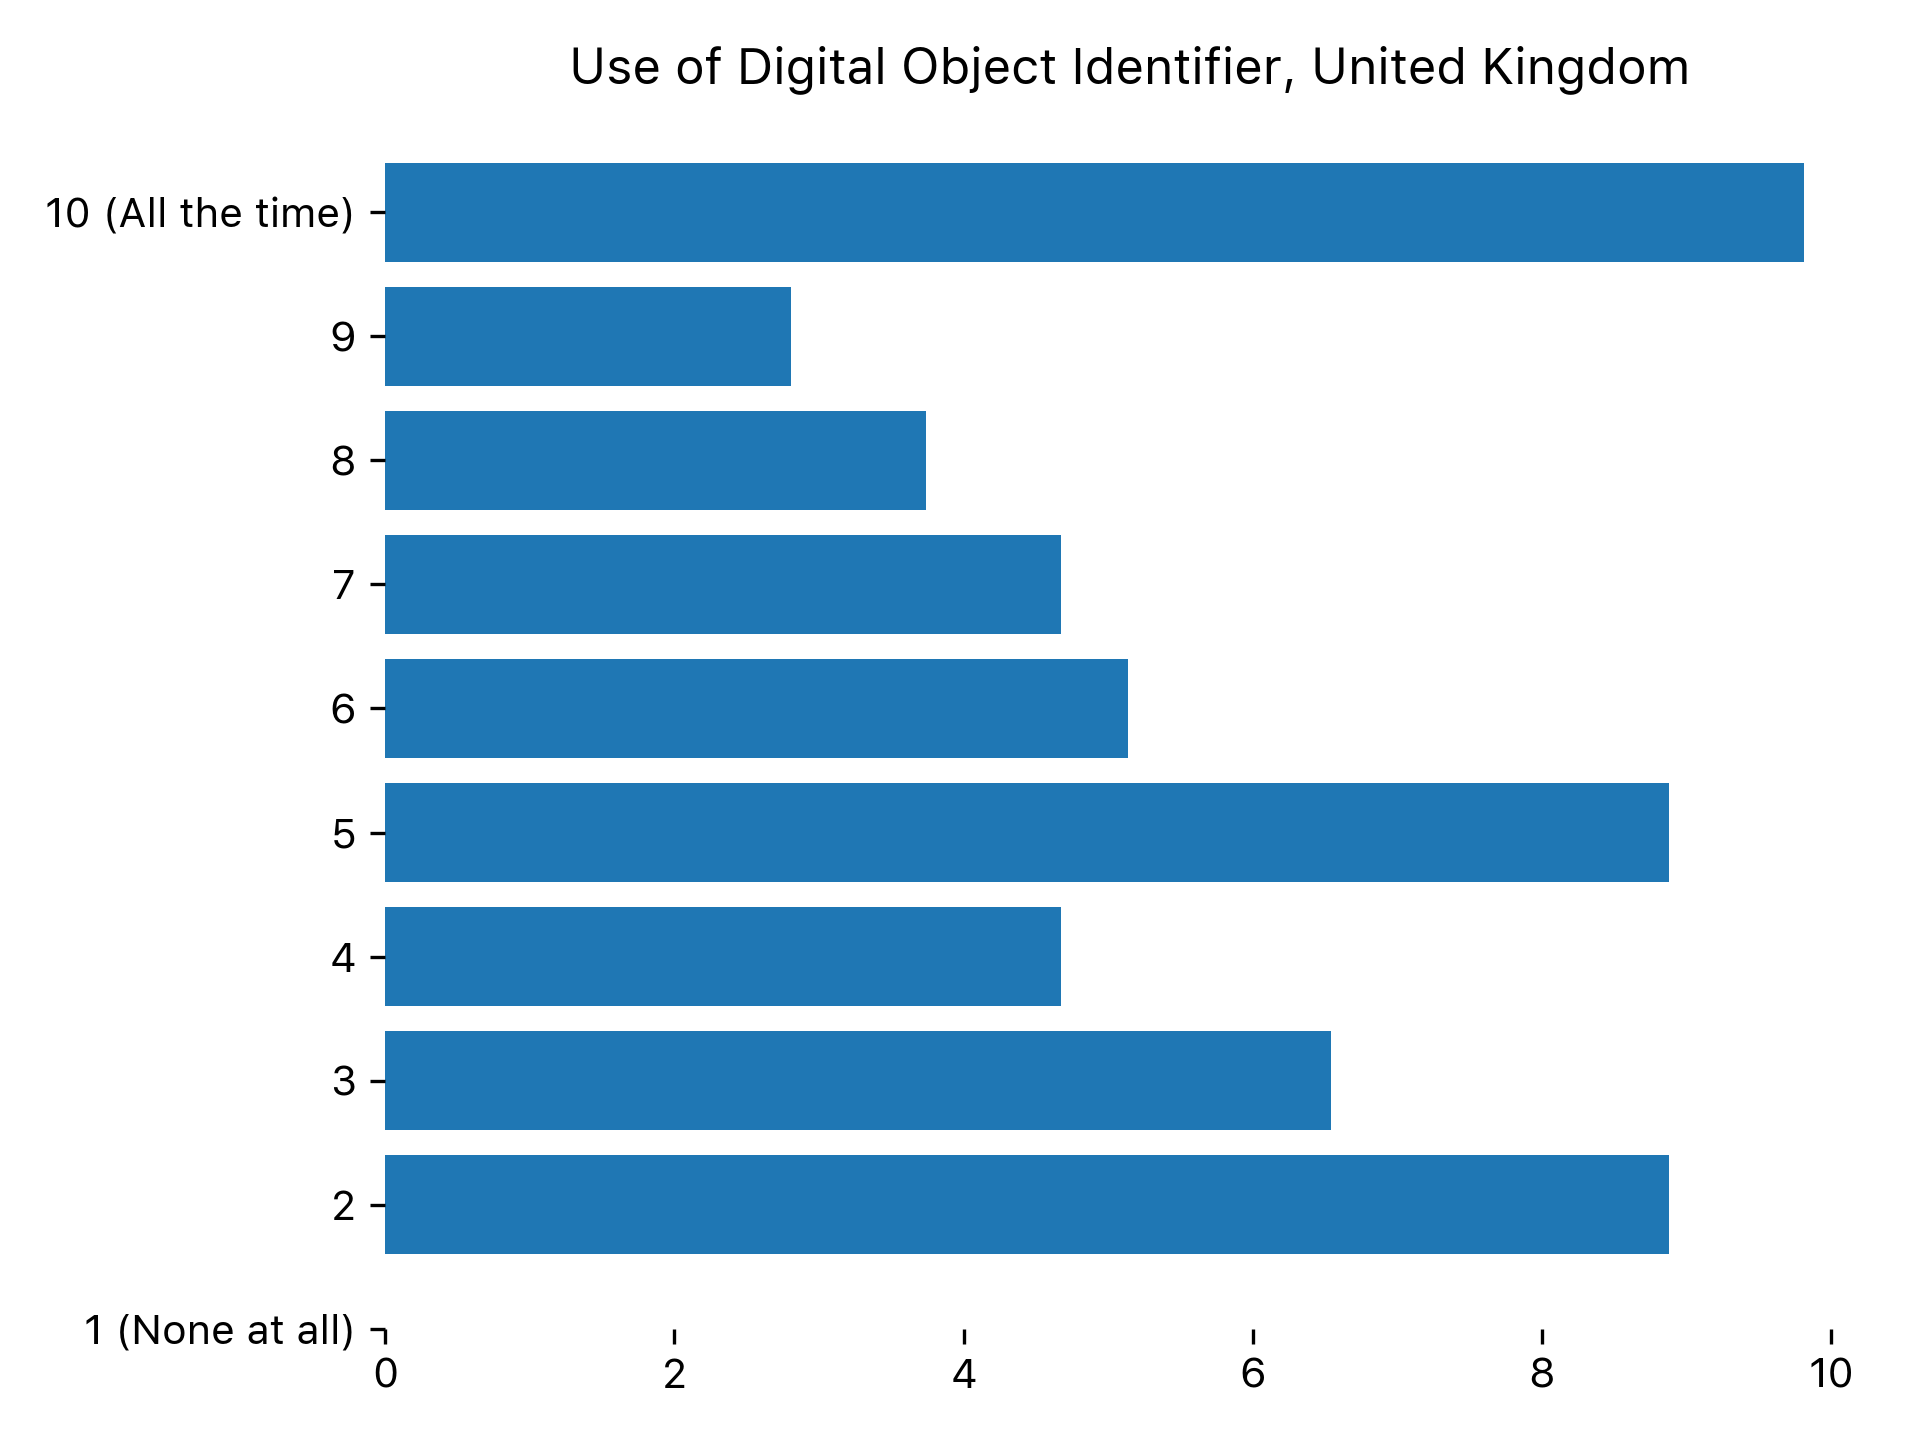 Use of Digital Object Identifier, United Kingdom
10 (All the time)
9
8
7
6
5
4
3
2
1 (None at all)
0 2 4 6 8 10